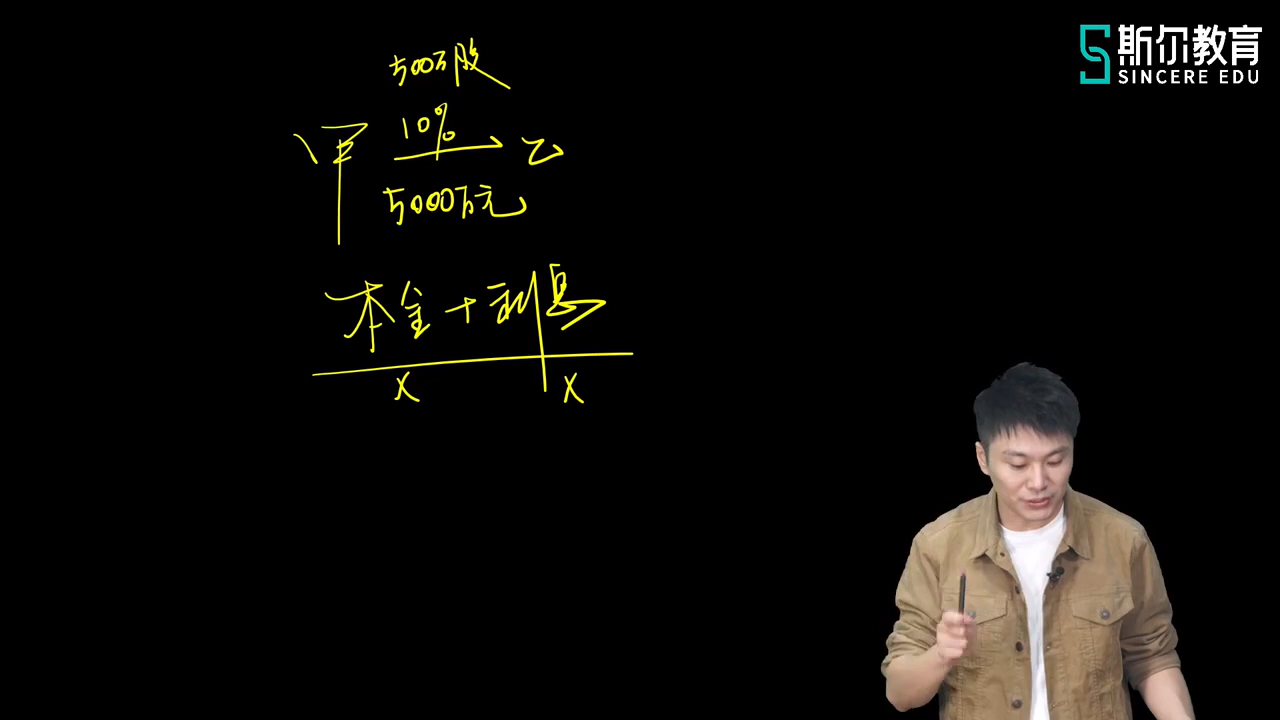 斯尔教育
SINCERE EDU
500万股
甲 10% 乙
5000万元
本金+利息
x x